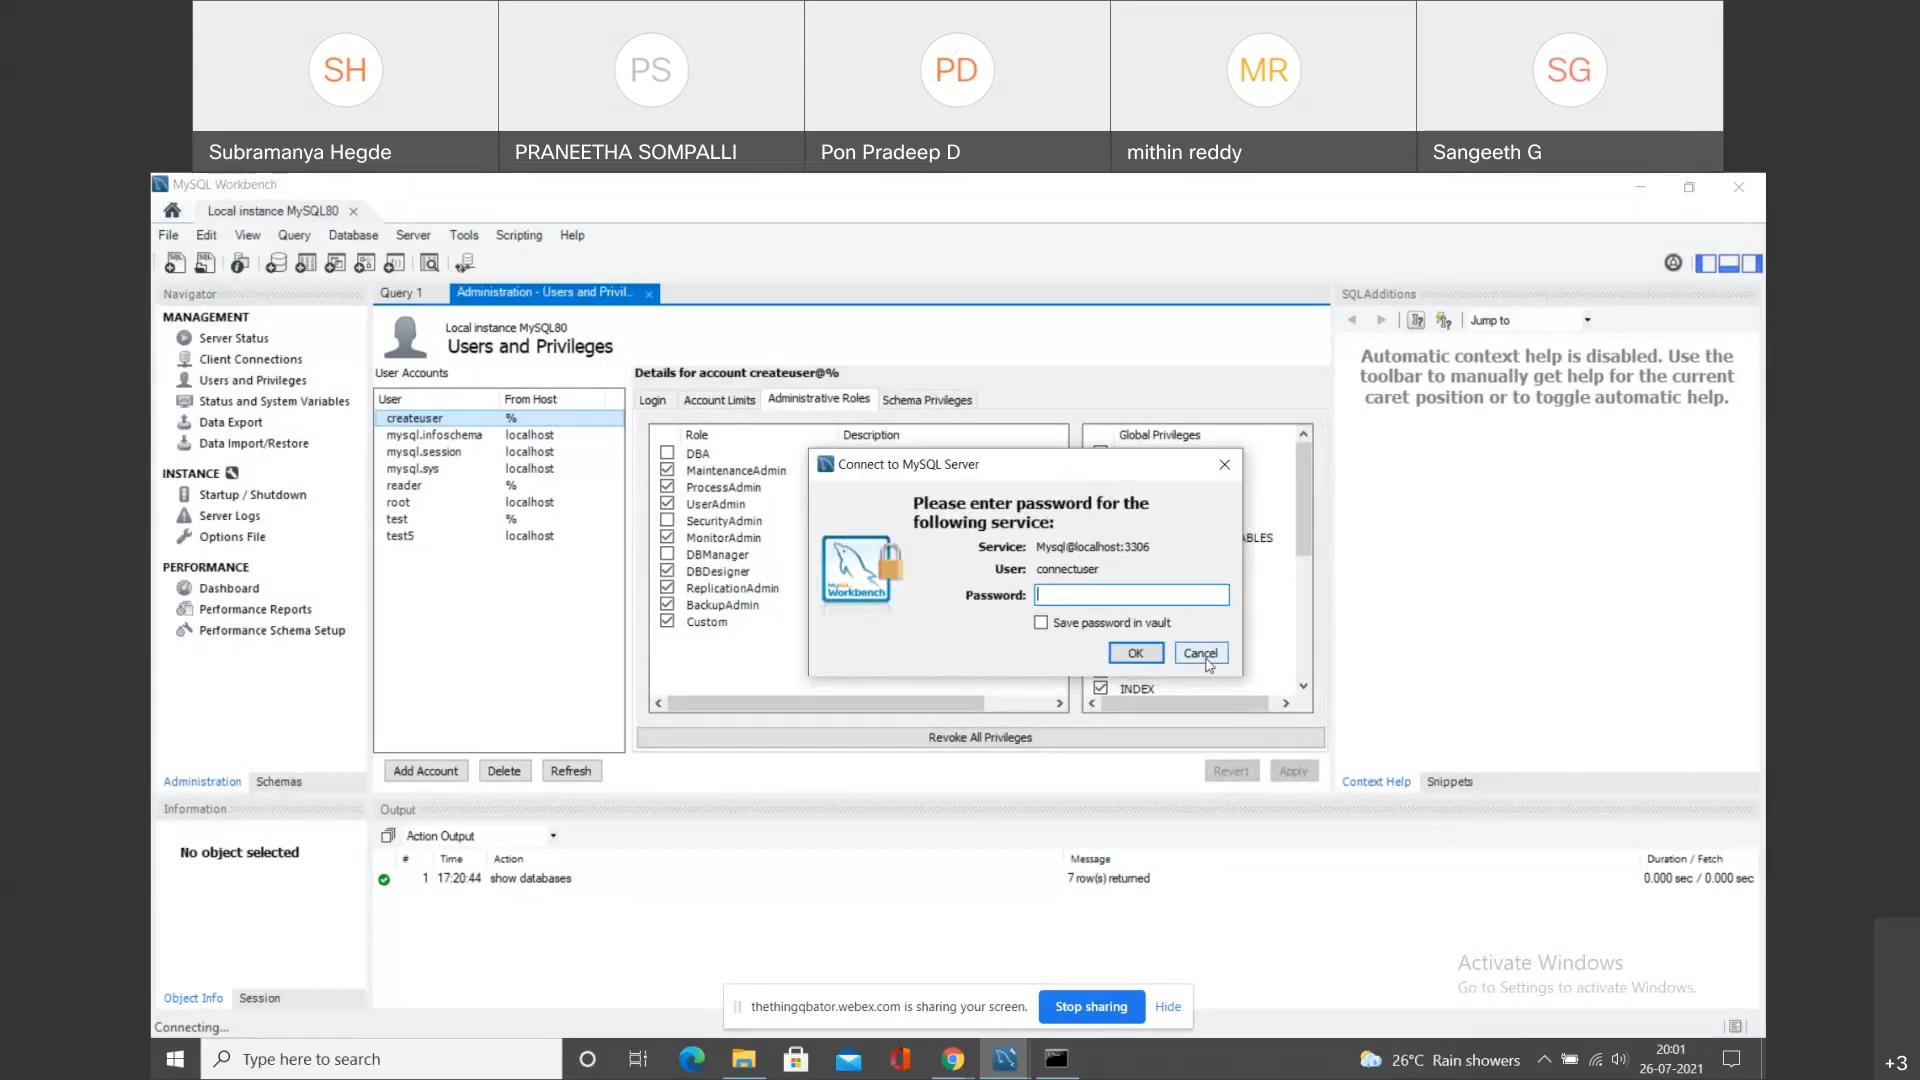 SH
PS
PD
MR
SG
Subramanya Hegde
PRANEETHA SOMPALLI
Pon Pradeep D
mithin reddy
Sangeeth G
MySQL Workbench
Local instance MySQL80
File Edit View Query Database Server Tools Scripting Help
Navigator
MANAGEMENT
Server Status
Client Connections
Users and Privileges
Status and System Variables
Data Export
Data Import/Restore
INSTANCE
Startup / Shutdown
Server Logs
Options File
PERFORMANCE
Dashboard
Performance Reports
Performance Schema Setup
Administration Schemas
Information
No object selected
Object Info Session
Connecting...
Query 1 Administration - Users and Privil...
Local instance MySQL80
Users and Privileges
User Accounts
User From Host
createuser %
mysql.infoschema localhost
mysql.session localhost
mysql.sys localhost
reader %
root localhost
test %
test5 localhost
Add Account Delete Refresh
Details for account createuser@%
Login Account Limits Administrative Roles Schema Privileges
Role Description
DBA
MaintenanceAdmin
ProcessAdmin
UserAdmin
SecurityAdmin
MonitorAdmin
DBManager
DBDesigner
ReplicationAdmin
BackupAdmin
Custom
Global Privileges
ABLES
INDEX
Revoke All Privileges
Revert Apply
Connect to MySQL Server
Please enter password for the
following service:
Service: Mysql@localhost:3306
User: connectuser
Password:
Save password in vault
OK Cancel
MySQL
Workbench
SQLAdditions
Jump to
Automatic context help is disabled. Use the
toolbar to manually get help for the current
caret position or to toggle automatic help.
Context Help Snippets
Output
Action Output
# Time Action Message Duration / Fetch
1 17:20:44 show databases 7 row(s) returned 0.000 sec / 0.000 sec
Activate Windows
Go to Settings to activate Windows.
thethingqbator.webex.com is sharing your screen. Stop sharing Hide
Type here to search
26°C Rain showers
20:01
26-07-2021
+3